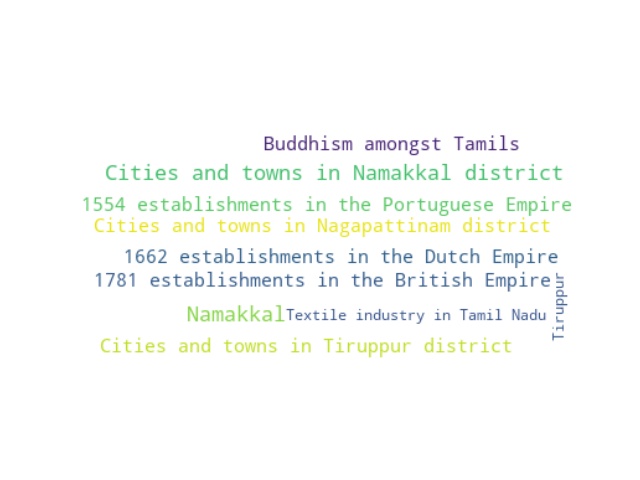 Buddhism amongst Tamils
Cities and towns in Namakkal district
1554 establishments in the Portuguese Empire
Cities and towns in Nagapattinam district
1662 establishments in the Dutch Empire
1781 establishments in the British Empire
Tiruppur
Namakkal
Textile industry in Tamil Nadu
Cities and towns in Tiruppur district